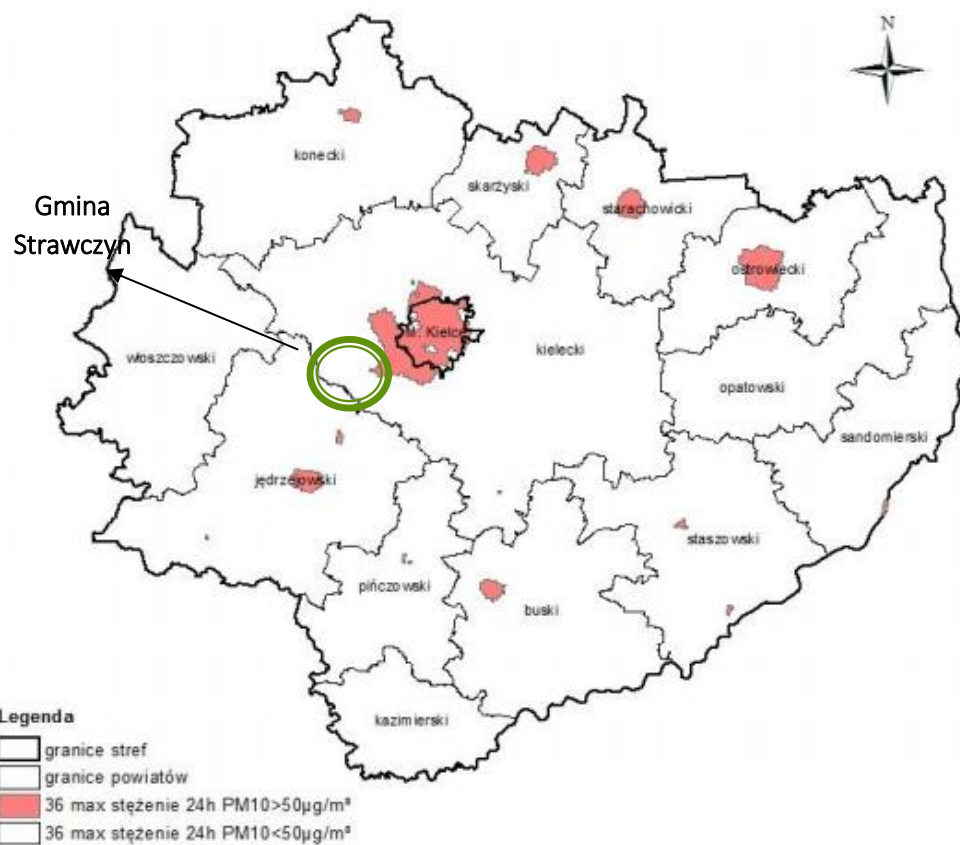 N
konecki
skarżyski
starachowicki
Gmina
Strawczyn
ostrowiecki
m. Kielce
kielecki
włoszczowski
opatowski
sandomierski
jędrzejowski
staszowski
pińczowski
buski
kazimierski
Legenda
granice stref
granice powiatów
36 max stężenie 24h PM10>50µg/m³
36 max stężenie 24h PM10<50µg/m³